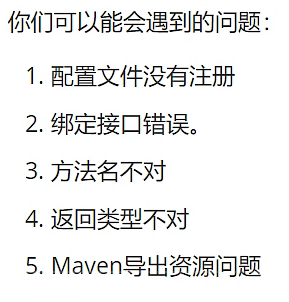 你们可以能会遇到的问题：
1. 配置文件没有注册
2. 绑定接口错误。
3. 方法名不对
4. 返回类型不对
5. Maven导出资源问题